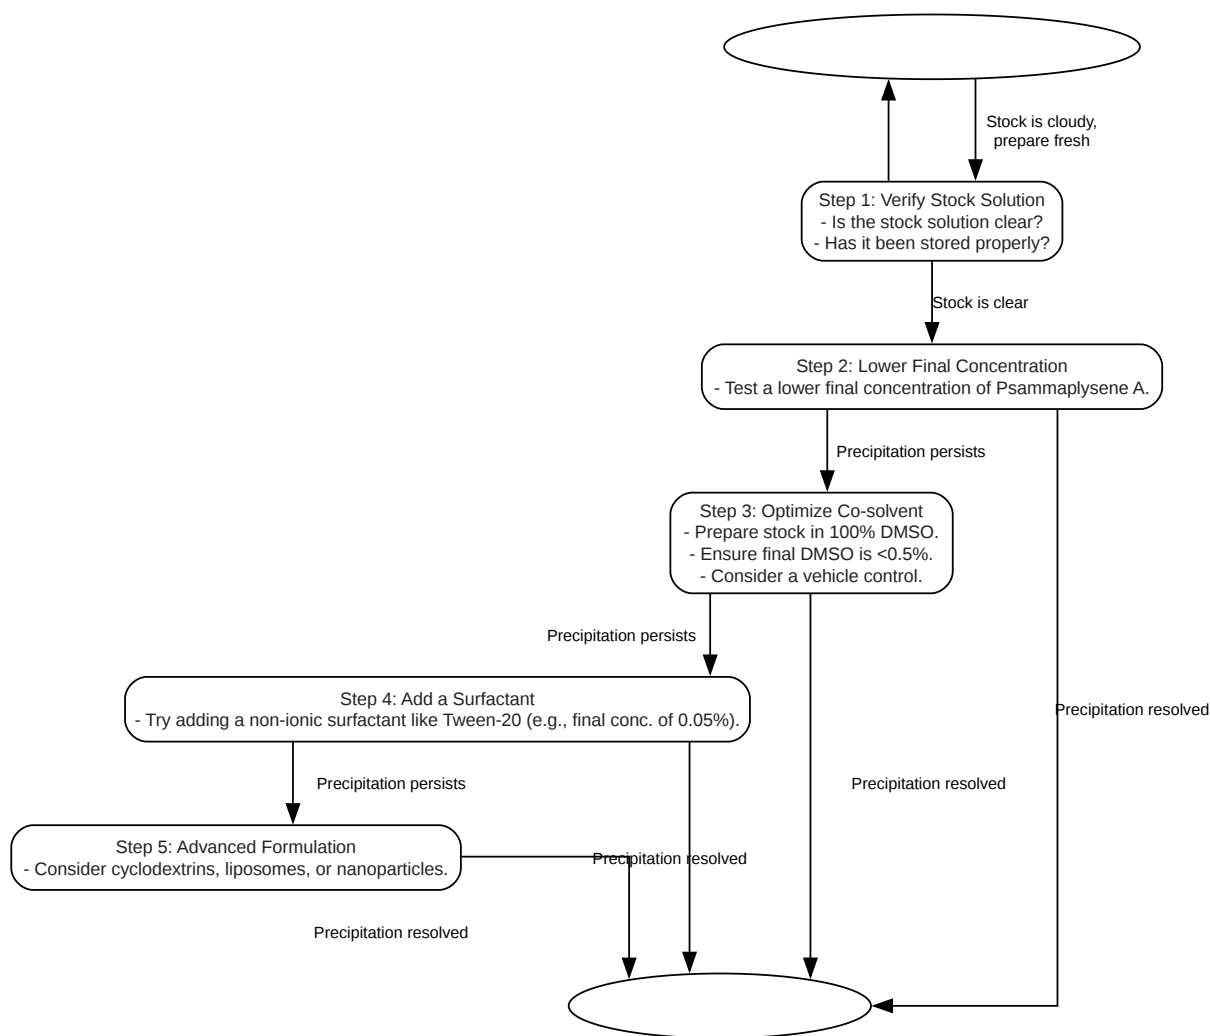 Stock is cloudy,
prepare fresh
Step 1: Verify Stock Solution
- Is the stock solution clear?
- Has it been stored properly?
Stock is clear
Step 2: Lower Final Concentration
- Test a lower final concentration of Psammaplysene A.
Precipitation persists
Step 3: Optimize Co-solvent
- Prepare stock in 100% DMSO.
- Ensure final DMSO is <0.5%.
- Consider a vehicle control.
Precipitation persists
Step 4: Add a Surfactant
- Try adding a non-ionic surfactant like Tween-20 (e.g., final conc. of 0.05%).
Precipitation resolved
Precipitation persists
Precipitation resolved
Step 5: Advanced Formulation
- Consider cyclodextrins, liposomes, or nanoparticles.
Precipitation resolved
Precipitation resolved